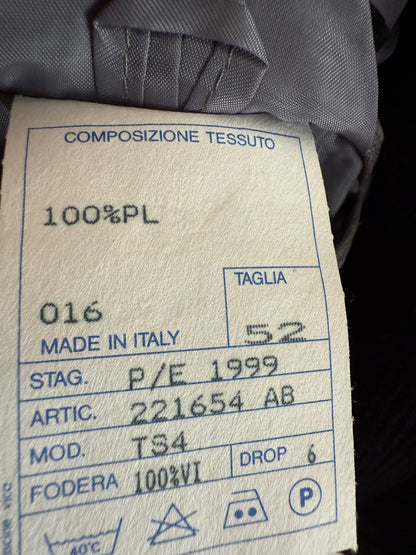 COMPOSIZIONE TESSUTO
100%PL
TAGLIA
016
52
MADE IN ITALY
STAG. P/E 1999
ARTIC. 221654 AB
MOD. TS4
FODERA 100%VI DROP 6
40°C P